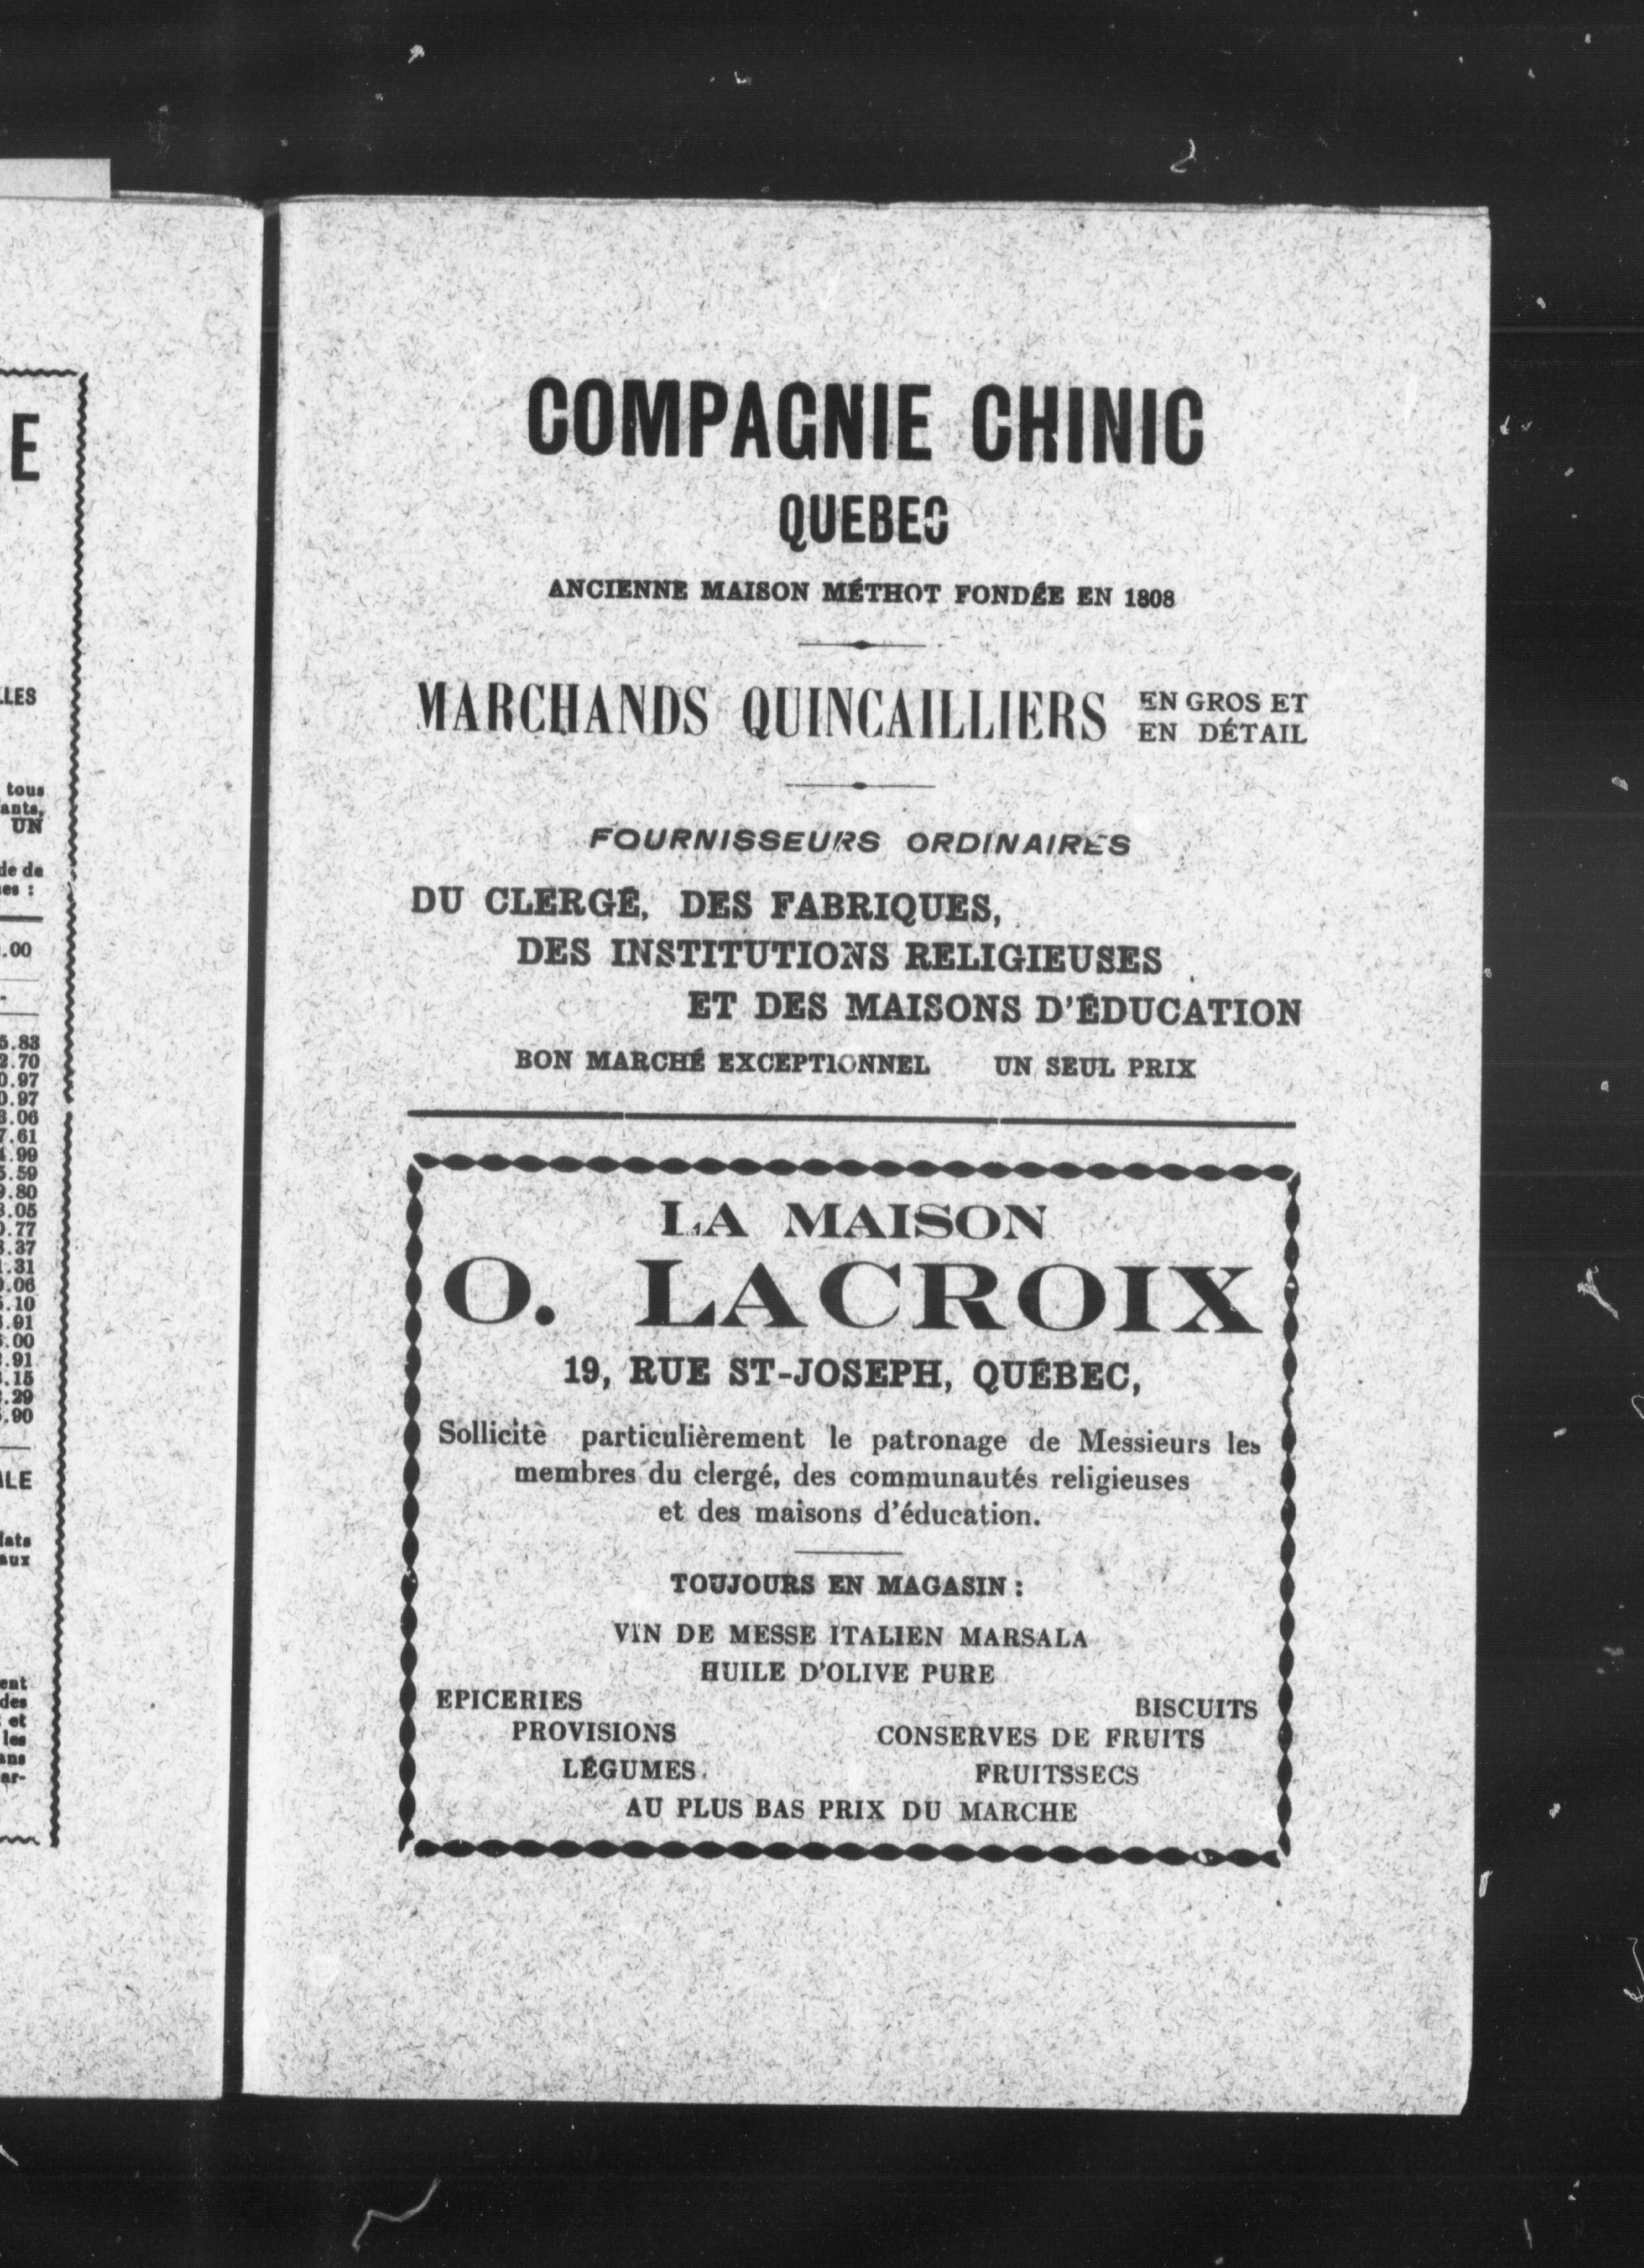 COMPAGNIE CHINIC
QUEBEC
ANCIENNE MAISON MÉTHOT FONDÉE EN 1808
MARCHANDS QUINCAILLIERS EN GROS ET
EN DÉTAIL
FOURNISSEURS ORDINAIRES
DU CLERGÉ, DES FABRIQUES,
DES INSTITUTIONS RELIGIEUSES
ET DES MAISONS D'ÉDUCATION
BON MARCHÉ EXCEPTIONNEL UN SEUL PRIX
LA MAISON
O. LACROIX
19, RUE ST-JOSEPH, QUÉBEC,
Sollicitè particulièrement le patronage de Messieurs les
membres du clergé, des communautés religieuses
et des maisons d'éducation.
TOUJOURS EN MAGASIN :
VIN DE MESSE ITALIEN MARSALA
HUILE D'OLIVE PURE
EPICERIES BISCUITS
PROVISIONS CONSERVES DE FRUITS
LÉGUMES. FRUITSSECS
AU PLUS BAS PRIX DU MARCHE